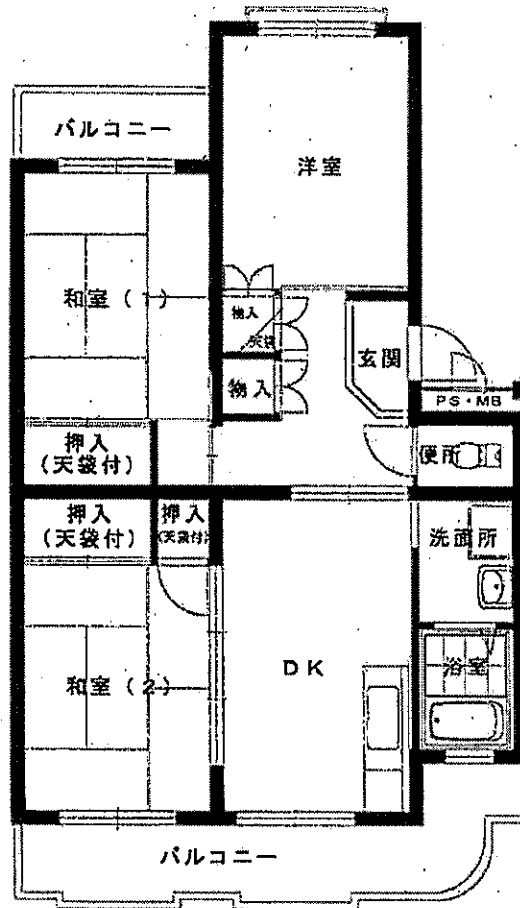 バルコニー
洋室
和室(1)
物入
天袋
物入
玄関
PS・MB
押入
(天袋付)
便所
押入
(天袋付)
押入
(天袋付)
洗面所
和室(2)
DK
浴室
バルコニー